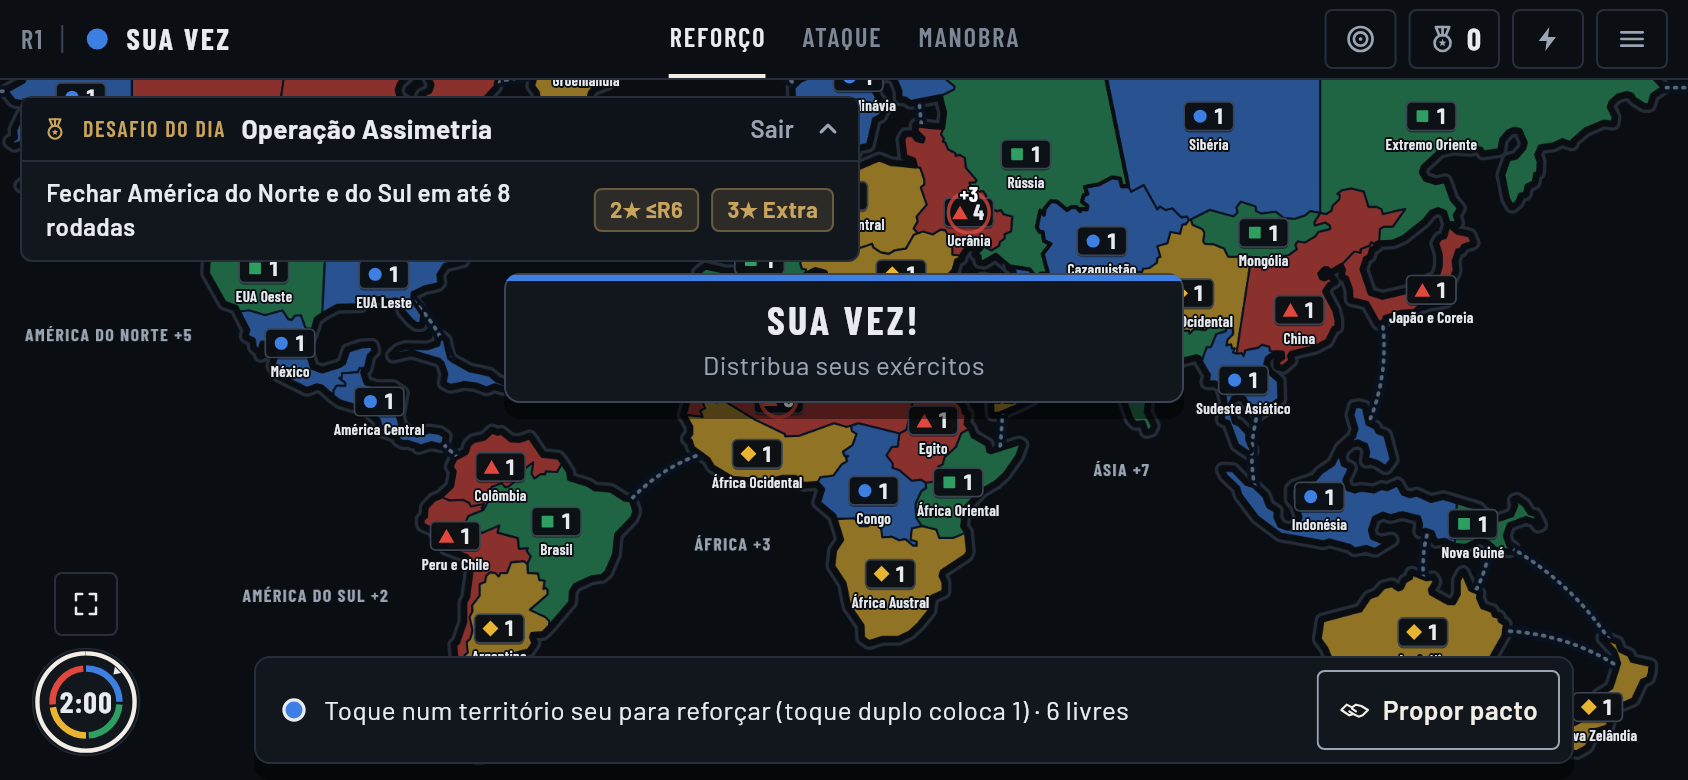 R1
SUA VEZ
REFORÇO
ATAQUE
MANOBRA
0
DESAFIO DO DIA
Operação Assimetria
Sair
Fechar América do Norte e do Sul em até 8
rodadas
2★ ≤R6
3★ Extra
1
Sibéria
1
Extremo Oriente
1
Rússia
+3
4
Ucrânia
1
Cazaquistão
1
Mongólia
1
China
1
Japão e Coreia
1
EUA Oeste
1
EUA Leste
AMÉRICA DO NORTE +5
SUA VEZ!
Distribua seus exércitos
1
México
1
América Central
1
Sudeste Asiático
1
Colômbia
1
África Ocidental
1
Egito
ÁSIA +7
1
Congo
1
África Oriental
1
Indonésia
1
Nova Guiné
1
Brasil
1
Peru e Chile
ÁFRICA +3
1
África Austral
AMÉRICA DO SUL +2
1
1
2:00
Toque num território seu para reforçar (toque duplo coloca 1) · 6 livres
Propor pacto
1